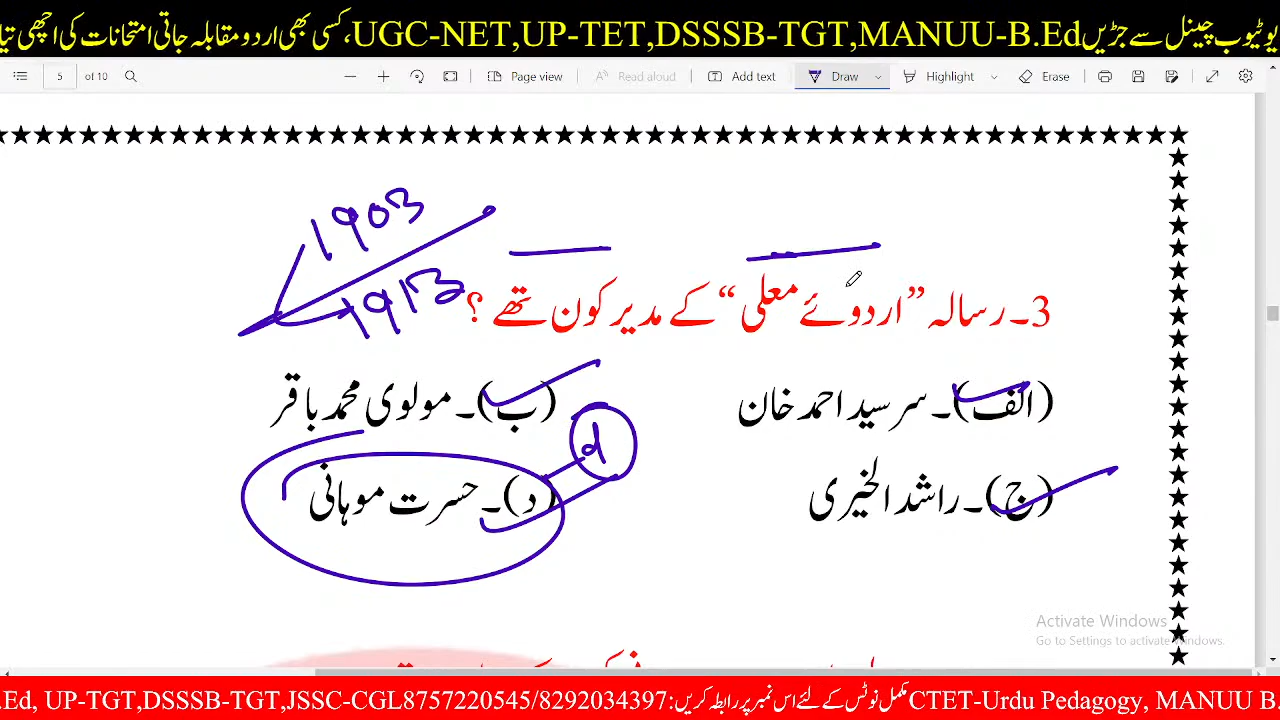 یوٹیوب چینل سے جڑیں UGC-NET,UP-TET,DSSSB-TGT,MANUU-B.Ed، کسی بھی اردو مقابلہ جاتی امتحانات کی اچھی
5 of 10 Page view Read aloud Add text Draw Highlight Erase
1903
1913
3۔رسالہ ”اردوئے معلی“ کے مدیر کون تھے ؟
(الف)۔سرسید احمد خان (ب)۔مولوی محمد باقر
d
(ج)۔راشد الخیری (د)۔حسرت موہانی
Activate Windows
Go to Settings to activate Windows.
.Ed, UP-TGT,DSSSB-TGT,JSSC-CGL مکمل نوٹس کے لئے اس نمبر پر رابطہ کریں:8757220545/8292034397 CTET-Urdu Pedagogy, MANUU B.